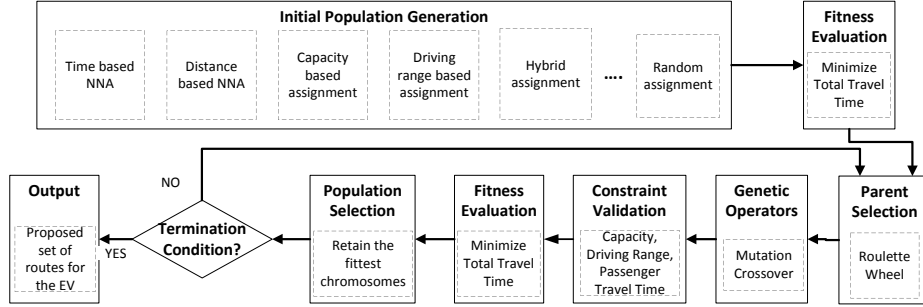 Initial Population Generation
Time based
NNA
Distance
based NNA
Capacity
based
assignment
Driving
range based
assignment
Hybrid
assignment
....
Random
assignment
Fitness
Evaluation
Minimize
Total Travel
Time
Parent
Selection
Roulette
Wheel
Genetic
Operators
Mutation
Crossover
Constraint
Validation
Capacity,
Driving Range,
Passenger
Travel Time
Fitness
Evaluation
Minimize
Total Travel
Time
Population
Selection
Retain the
fittest
chromosomes
Termination
Condition?
NO
YES
Output
Proposed
set of
routes for
the EV